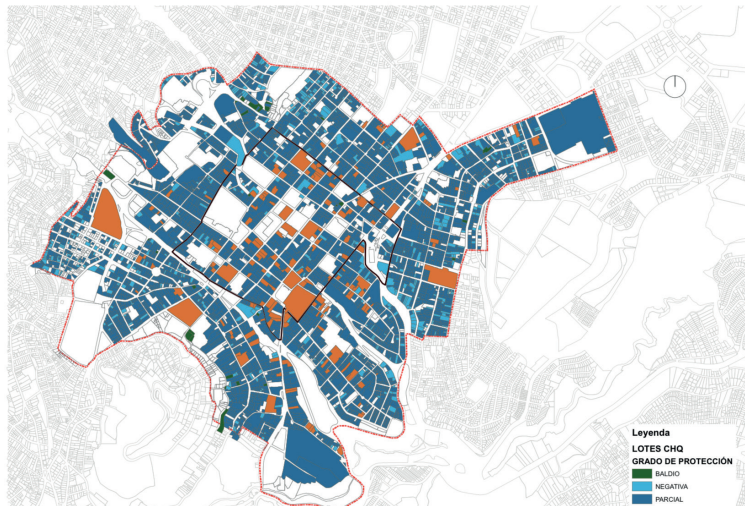 Leyenda
LOTES CHQ
GRADO DE PROTECCIÓN
BALDIO
NEGATIVA
PARCIAL